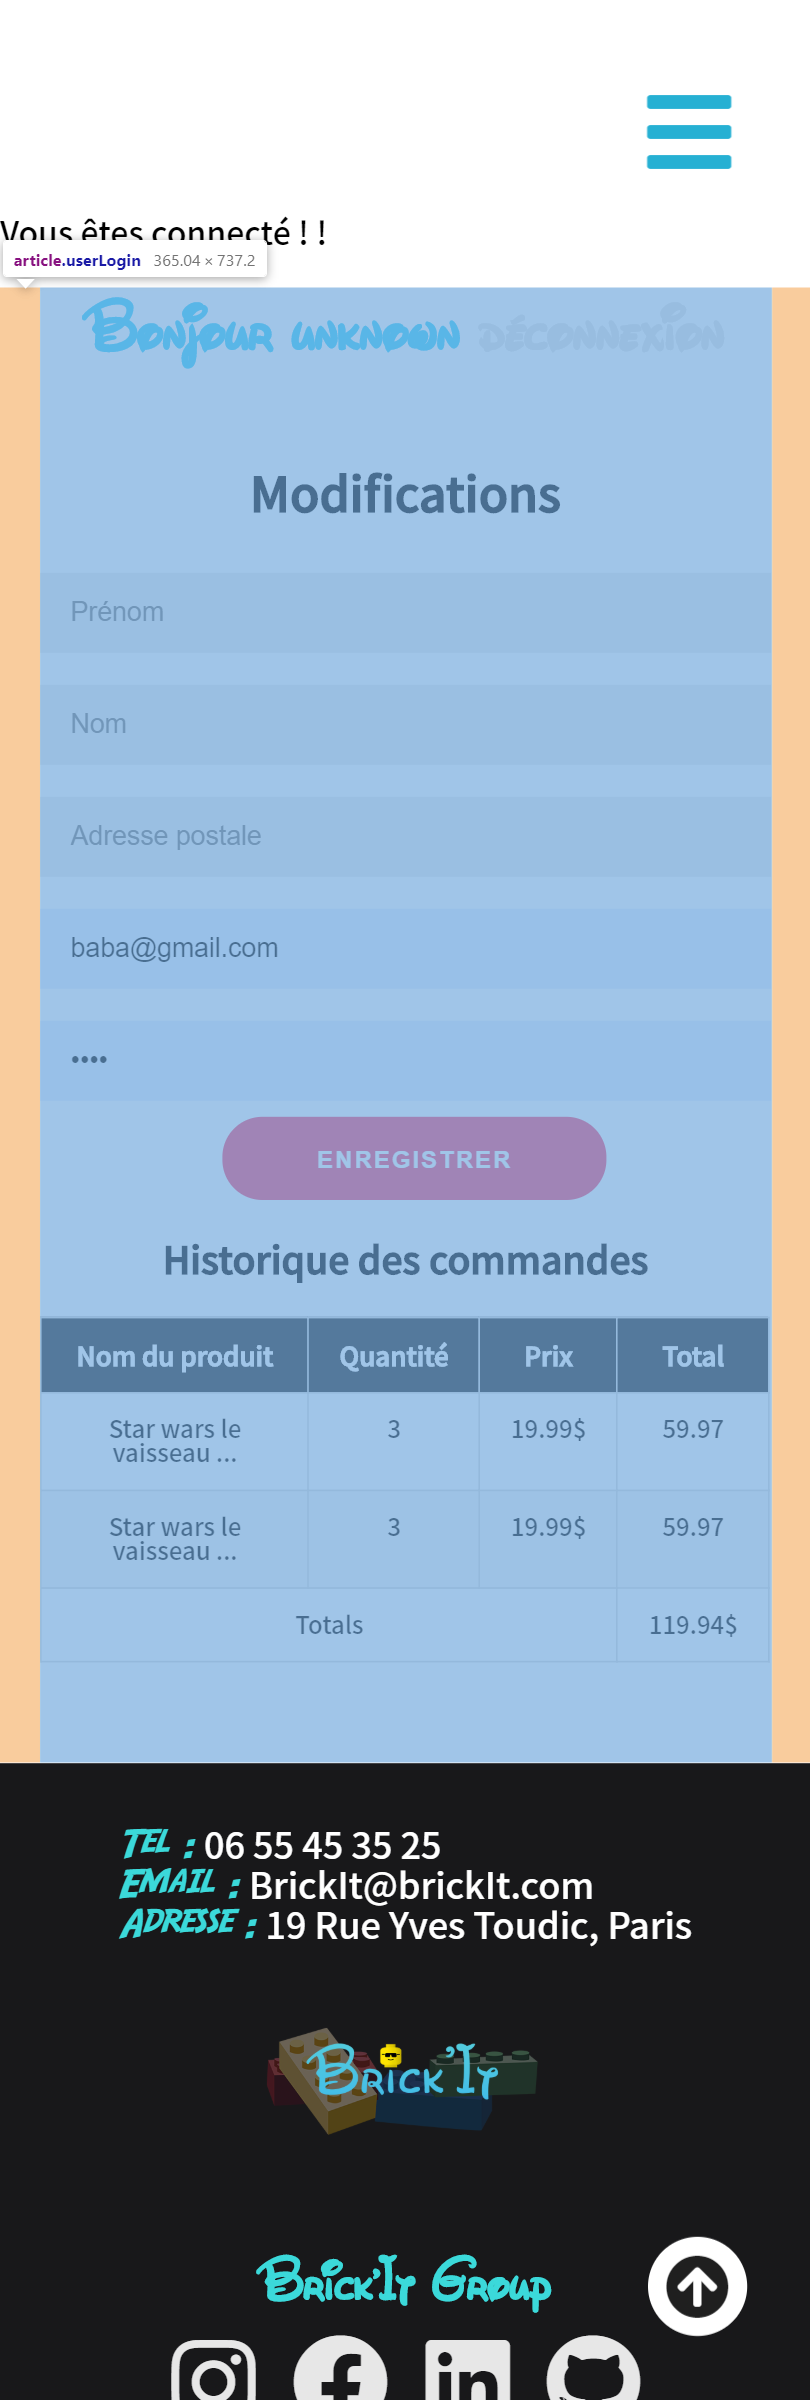 Vous êtes connecté ! !
article.userLogin 365.04 × 737.2
Bonjour unknown déconnexion
Modifications
Prénom
Nom
Adresse postale
baba@gmail.com
••••
ENREGISTRER
Historique des commandes
Nom du produit Quantité Prix Total
Star wars le
vaisseau ... 3 19.99$ 59.97
Star wars le
vaisseau ... 3 19.99$ 59.97
Totals 119.94$
Tel : 06 55 45 35 25
Email : BrickIt@brickIt.com
Adresse : 19 Rue Yves Toudic, Paris
Brick'It
Brick'It Group